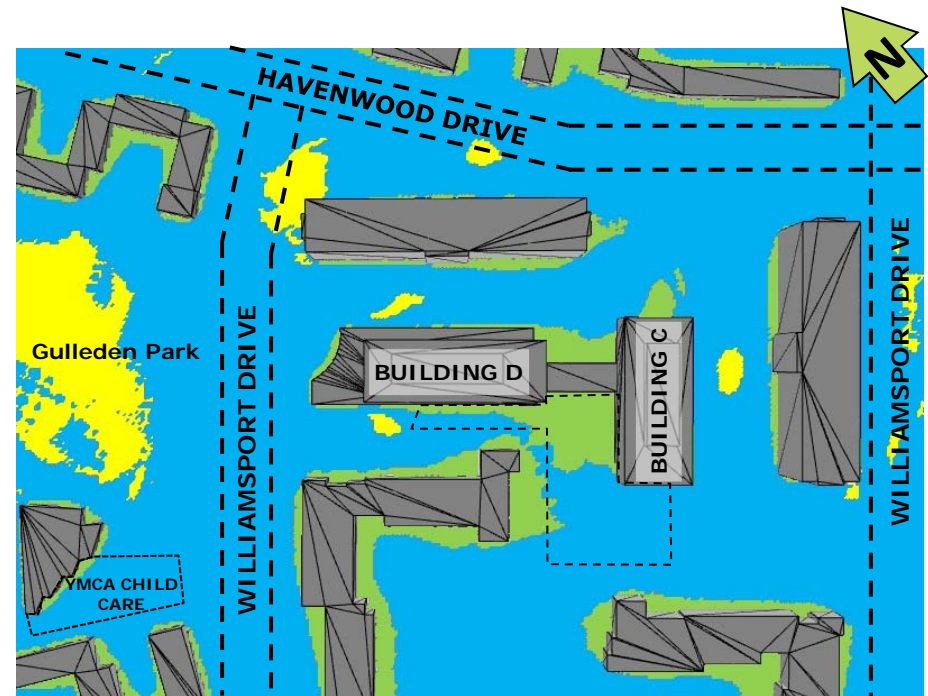 N
HAVENWOOD DRIVE
WILLIAMSPORT DRIVE
Gulleden Park
WILLIAMSPORT DRIVE
BUILDING D
BUILDING C
YMCA CHILD
CARE